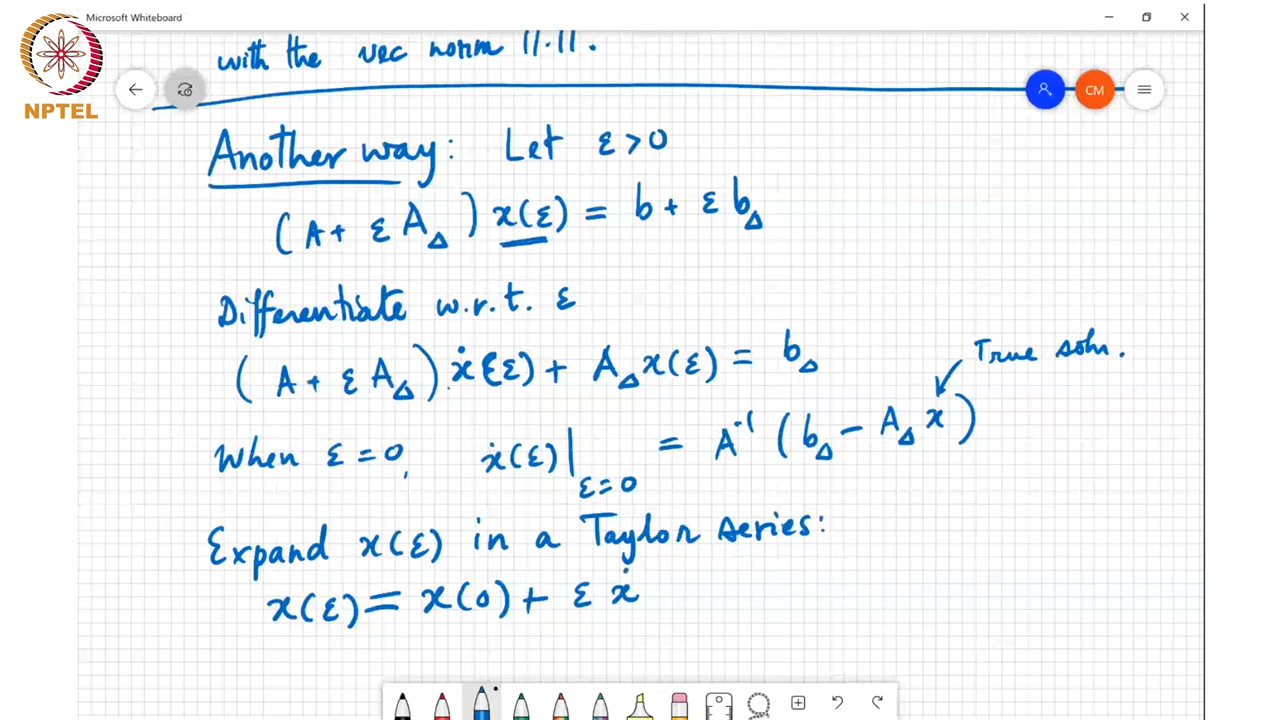 Microsoft Whiteboard
NPTEL
with the vec norm ||·||.
CM
Another way: Let ε > 0
(A + ε A_Δ) x(ε) = b + ε b_Δ
Differentiate w.r.t. ε
(A + ε A_Δ) ẋ(ε) + A_Δ x(ε) = b_Δ
True soln.
When ε = 0, ẋ(ε)|_{ε=0} = A⁻¹ (b_Δ − A_Δ x)
Expand x(ε) in a Taylor series:
x(ε) = x(0) + ε ẋ